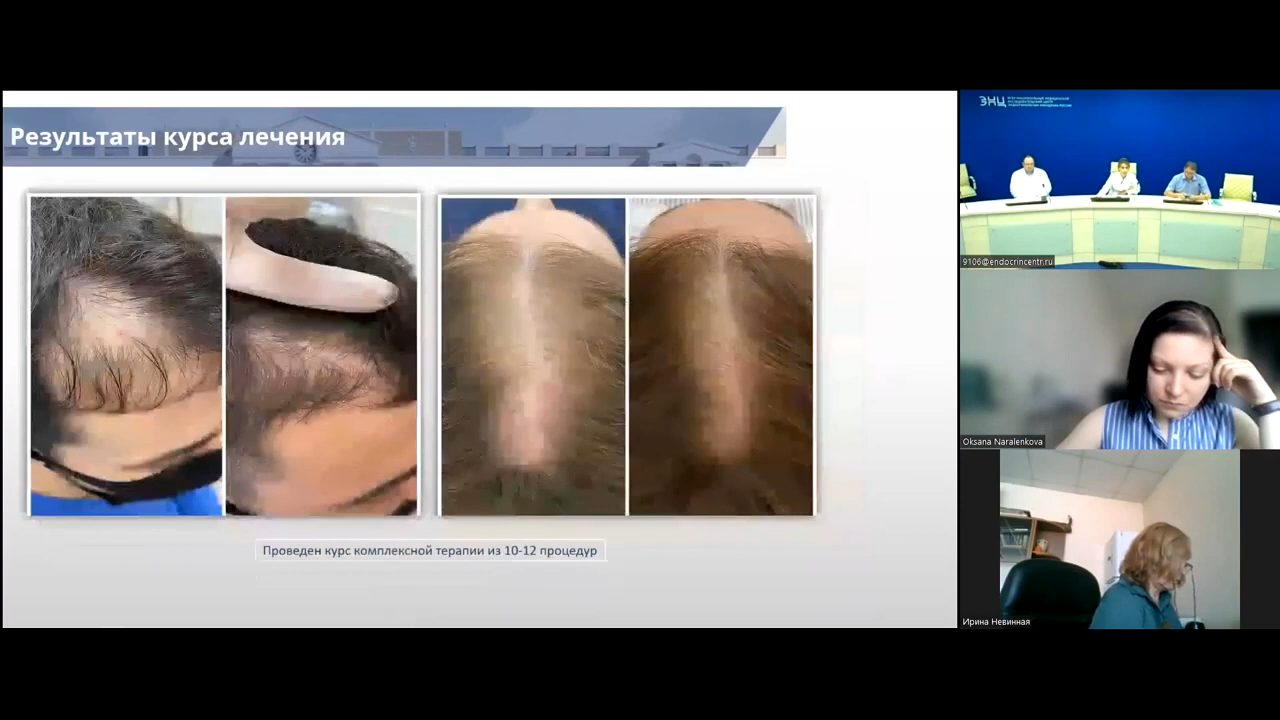 Результаты курса лечения
Проведен курс комплексной терапии из 10-12 процедур
ЭНЦ
9106@endocrincentr.ru
Oksana Naralenkova
Ирина Невинная